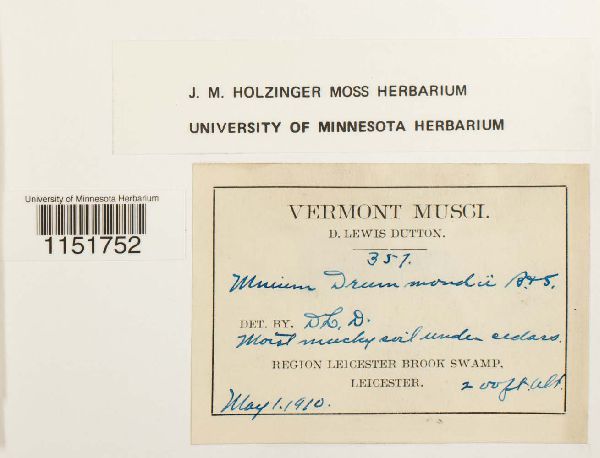 J. M. HOLZINGER MOSS HERBARIUM
UNIVERSITY OF MINNESOTA HERBARIUM
University of Minnesota Herbarium
1151752
VERMONT MUSCI.
D. LEWIS DUTTON.
357.
Mnium Drummondii B&S.
DET. BY. D.L.D.
Moist mucky soil under cedars.
REGION LEICESTER BROOK SWAMP,
LEICESTER. 200 ft. alt.
May 1. 1910.